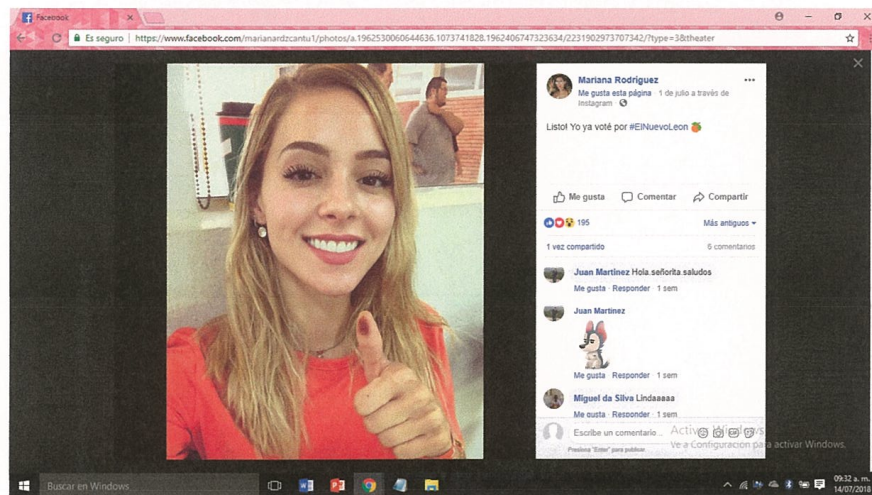 Facebook
Es seguro | https://www.facebook.com/marianardzcantu1/photos/a.1962530060644636.1073741828.1962406747323634/2231902973707342/?type=3&theater
Mariana Rodríguez
Me gusta esta página · 1 de julio a través de
Instagram ·
Listo! Yo ya voté por #ElNuevoLeon 🍊
Me gusta Comentar Compartir
195 Más antiguos
1 vez compartido 6 comentarios
Juan Martinez Hola señorita saludos
Me gusta · Responder · 1 sem
Juan Martinez
Me gusta · Responder · 1 sem
Miguel da Silva Lindaaaaa
Me gusta · Responder · 1 sem
Escribe un comentario...
Presiona "Enter" para publicar.
Activar Windows
Ve a Configuración para activar Windows.
Buscar en Windows
09:32 a. m.
14/07/2018